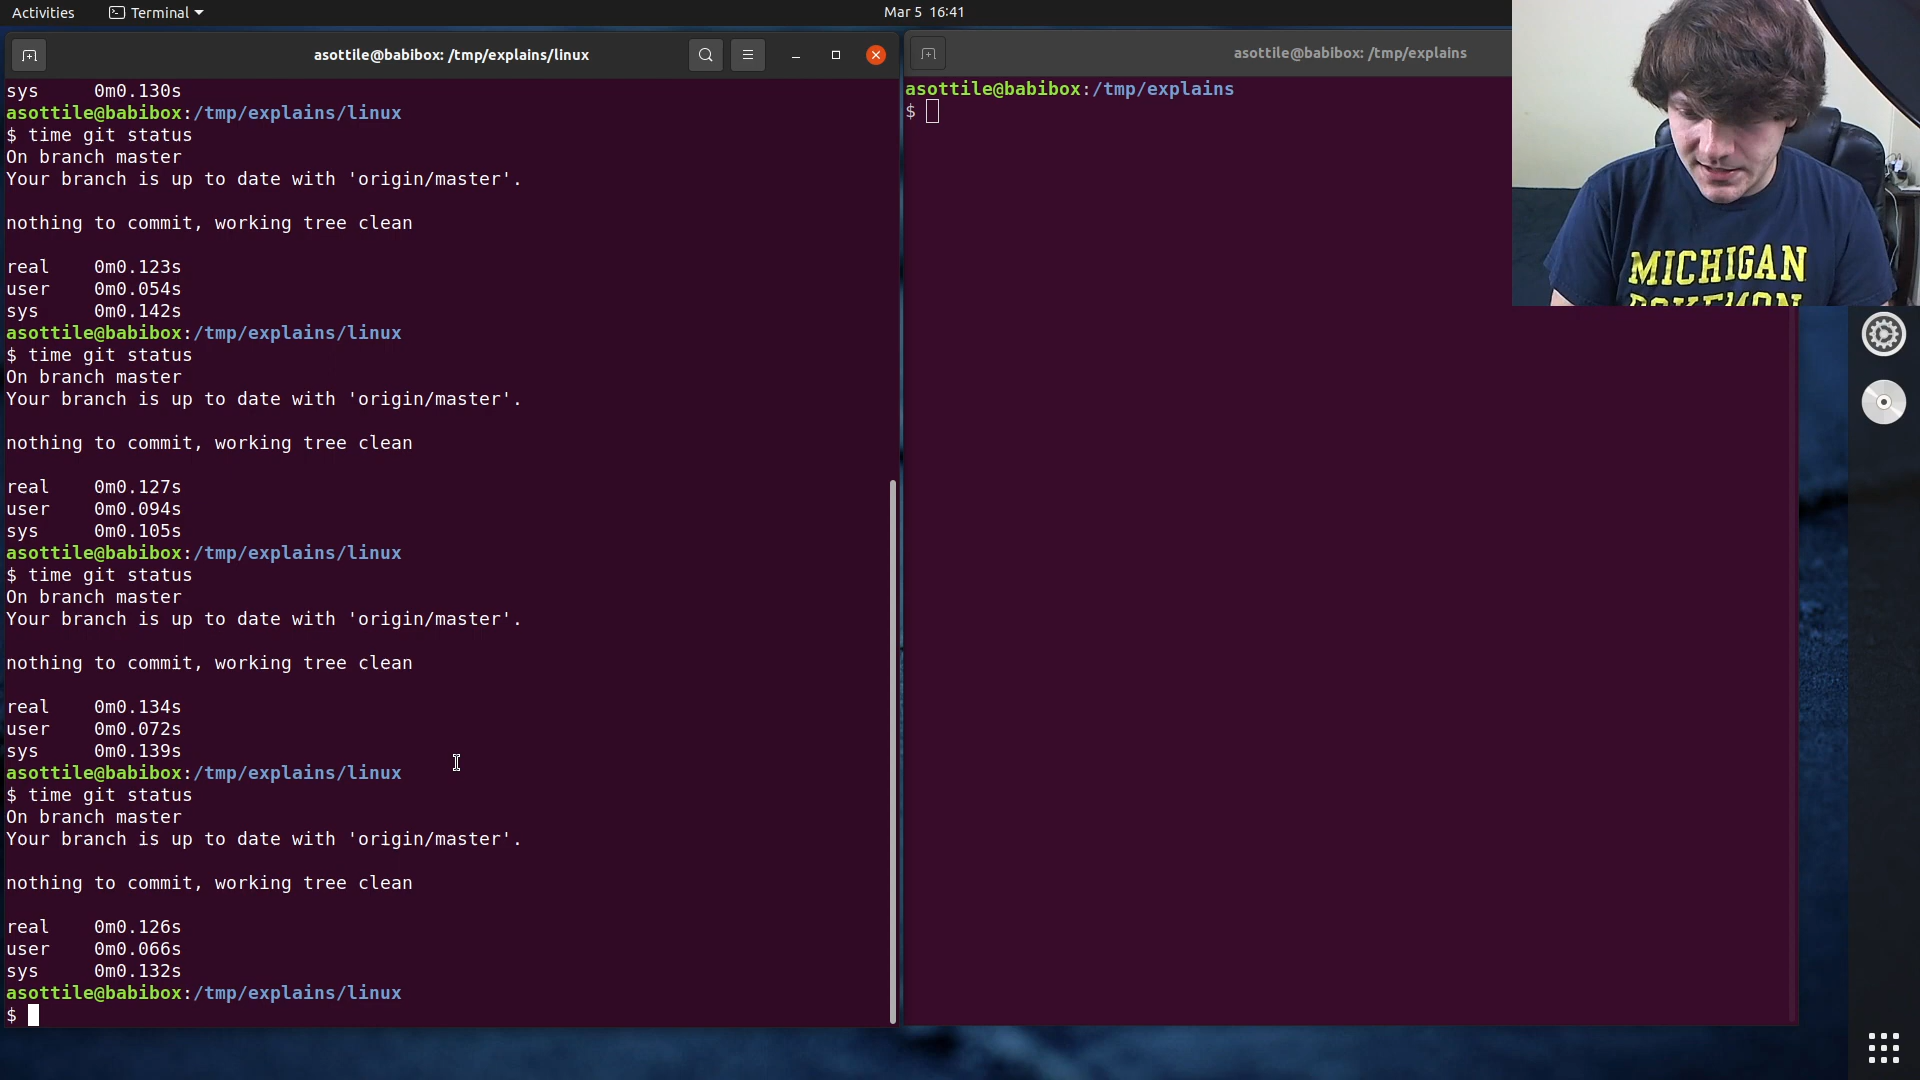 Activities
Terminal
Mar 5 16:41
asottile@babibox: /tmp/explains/linux
sys 0m0.130s
asottile@babibox:/tmp/explains/linux
$ time git status
On branch master
Your branch is up to date with 'origin/master'.
nothing to commit, working tree clean
real 0m0.123s
user 0m0.054s
sys 0m0.142s
asottile@babibox:/tmp/explains/linux
$ time git status
On branch master
Your branch is up to date with 'origin/master'.
nothing to commit, working tree clean
real 0m0.127s
user 0m0.094s
sys 0m0.105s
asottile@babibox:/tmp/explains/linux
$ time git status
On branch master
Your branch is up to date with 'origin/master'.
nothing to commit, working tree clean
real 0m0.134s
user 0m0.072s
sys 0m0.139s
asottile@babibox:/tmp/explains/linux
$ time git status
On branch master
Your branch is up to date with 'origin/master'.
nothing to commit, working tree clean
real 0m0.126s
user 0m0.066s
sys 0m0.132s
asottile@babibox:/tmp/explains/linux
$
asottile@babibox: /tmp/explains
asottile@babibox:/tmp/explains
$
MICHIGAN
POKEMON